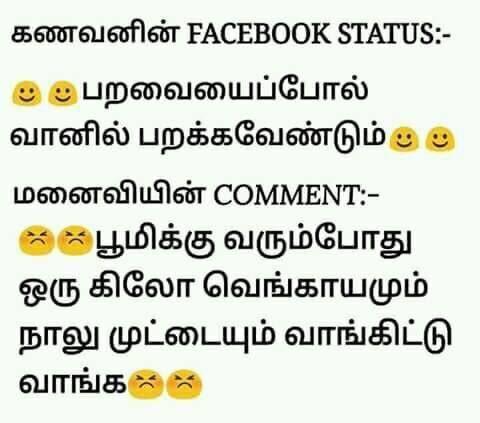 கணவனின் FACEBOOK STATUS:-
🙂🙂பறவையைப்போல்
வானில் பறக்கவேண்டும்🙂🙂
மனைவியின் COMMENT:-
😣😣பூமிக்கு வரும்போது
ஒரு கிலோ வெங்காயமும்
நாலு முட்டையும் வாங்கிட்டு
வாங்க😣😣